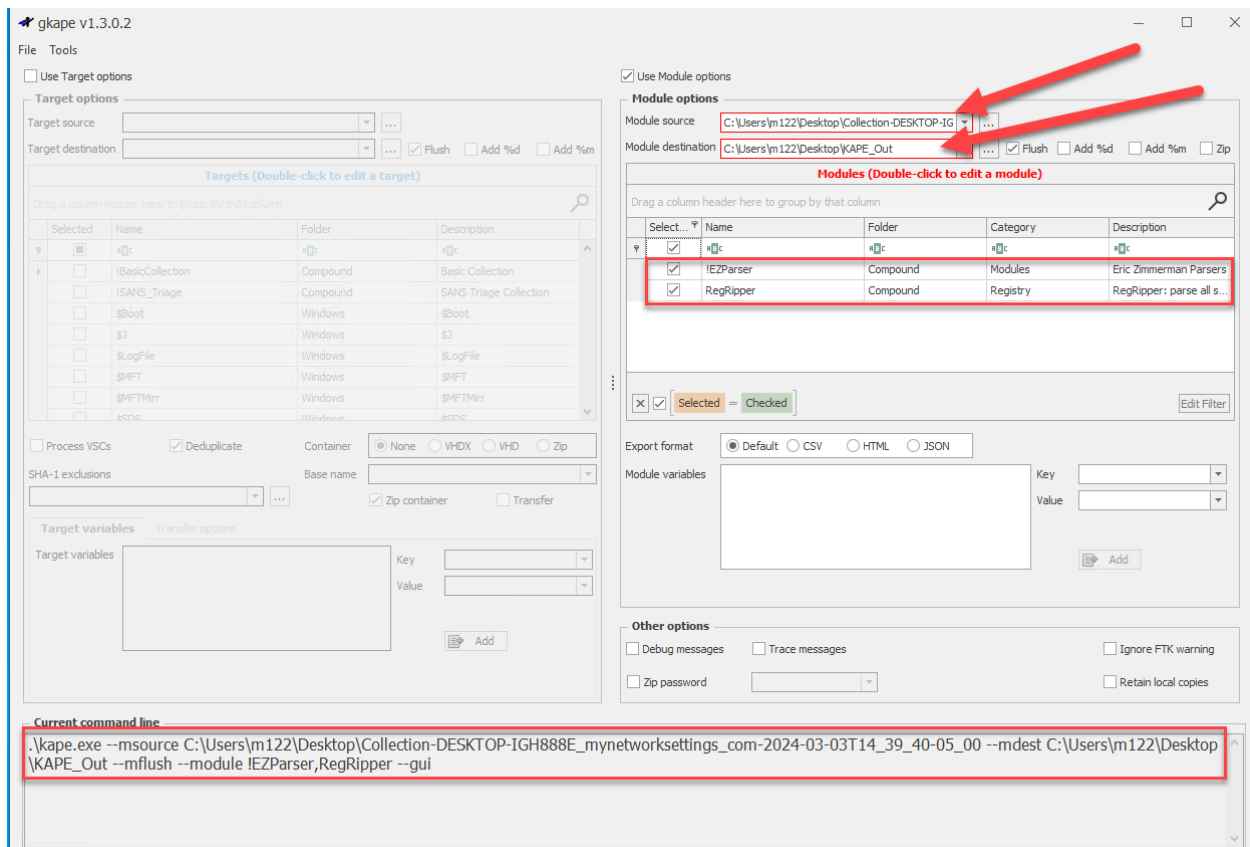 gkape v1.3.0.2
File Tools
Use Target options
Target options
Target source
...
Target destination
... Flush Add %d Add %m
Targets (Double-click to edit a target)
Drag a column header here to group by that column
Selected Name Folder Description
!BasicCollection Compound Basic Collection
!SANS_Triage Compound SANS Triage Collection
$Boot Windows $Boot
$J Windows $J
$LogFile Windows $LogFile
$MFT Windows $MFT
$MFTMirr Windows $MFTMirr
$SDS Windows $SDS
Process VSCs Deduplicate Container None VHDX VHD Zip
SHA-1 exclusions Base name
... Zip container Transfer
Target variables Transfer options
Target variables
Key
Value
Add
Use Module options
Module options
Module source C:\Users\m122\Desktop\Collection-DESKTOP-IG ...
Module destination C:\Users\m122\Desktop\KAPE_Out ... Flush Add %d Add %m Zip
Modules (Double-click to edit a module)
Drag a column header here to group by that column
Select... Name Folder Category Description
!EZParser Compound Modules Eric Zimmerman Parsers
RegRipper Compound Registry RegRipper: parse all s...
Selected = Checked Edit Filter
Export format Default CSV HTML JSON
Module variables Key
Value
Add
Other options
Debug messages Trace messages Ignore FTK warning
Zip password Retain local copies
Current command line
.\kape.exe --msource C:\Users\m122\Desktop\Collection-DESKTOP-IGH888E_mynetworksettings_com-2024-03-03T14_39_40-05_00 --mdest C:\Users\m122\Desktop
\KAPE_Out --mflush --module !EZParser,RegRipper --gui